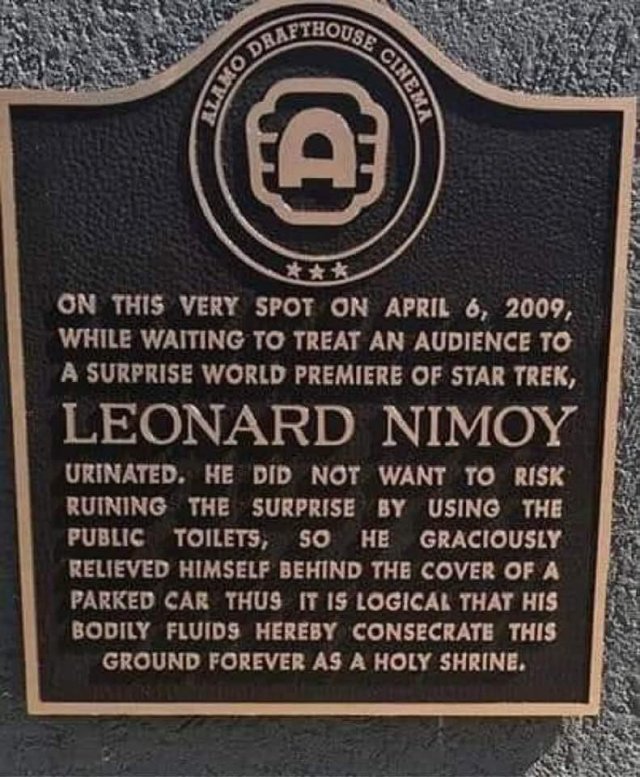 ALAMO DRAFTHOUSE CINEMA
A
ON THIS VERY SPOT ON APRIL 6, 2009,
WHILE WAITING TO TREAT AN AUDIENCE TO
A SURPRISE WORLD PREMIERE OF STAR TREK,
LEONARD NIMOY
URINATED. HE DID NOT WANT TO RISK
RUINING THE SURPRISE BY USING THE
PUBLIC TOILETS, SO HE GRACIOUSLY
RELIEVED HIMSELF BEHIND THE COVER OF A
PARKED CAR THUS IT IS LOGICAL THAT HIS
BODILY FLUIDS HEREBY CONSECRATE THIS
GROUND FOREVER AS A HOLY SHRINE.